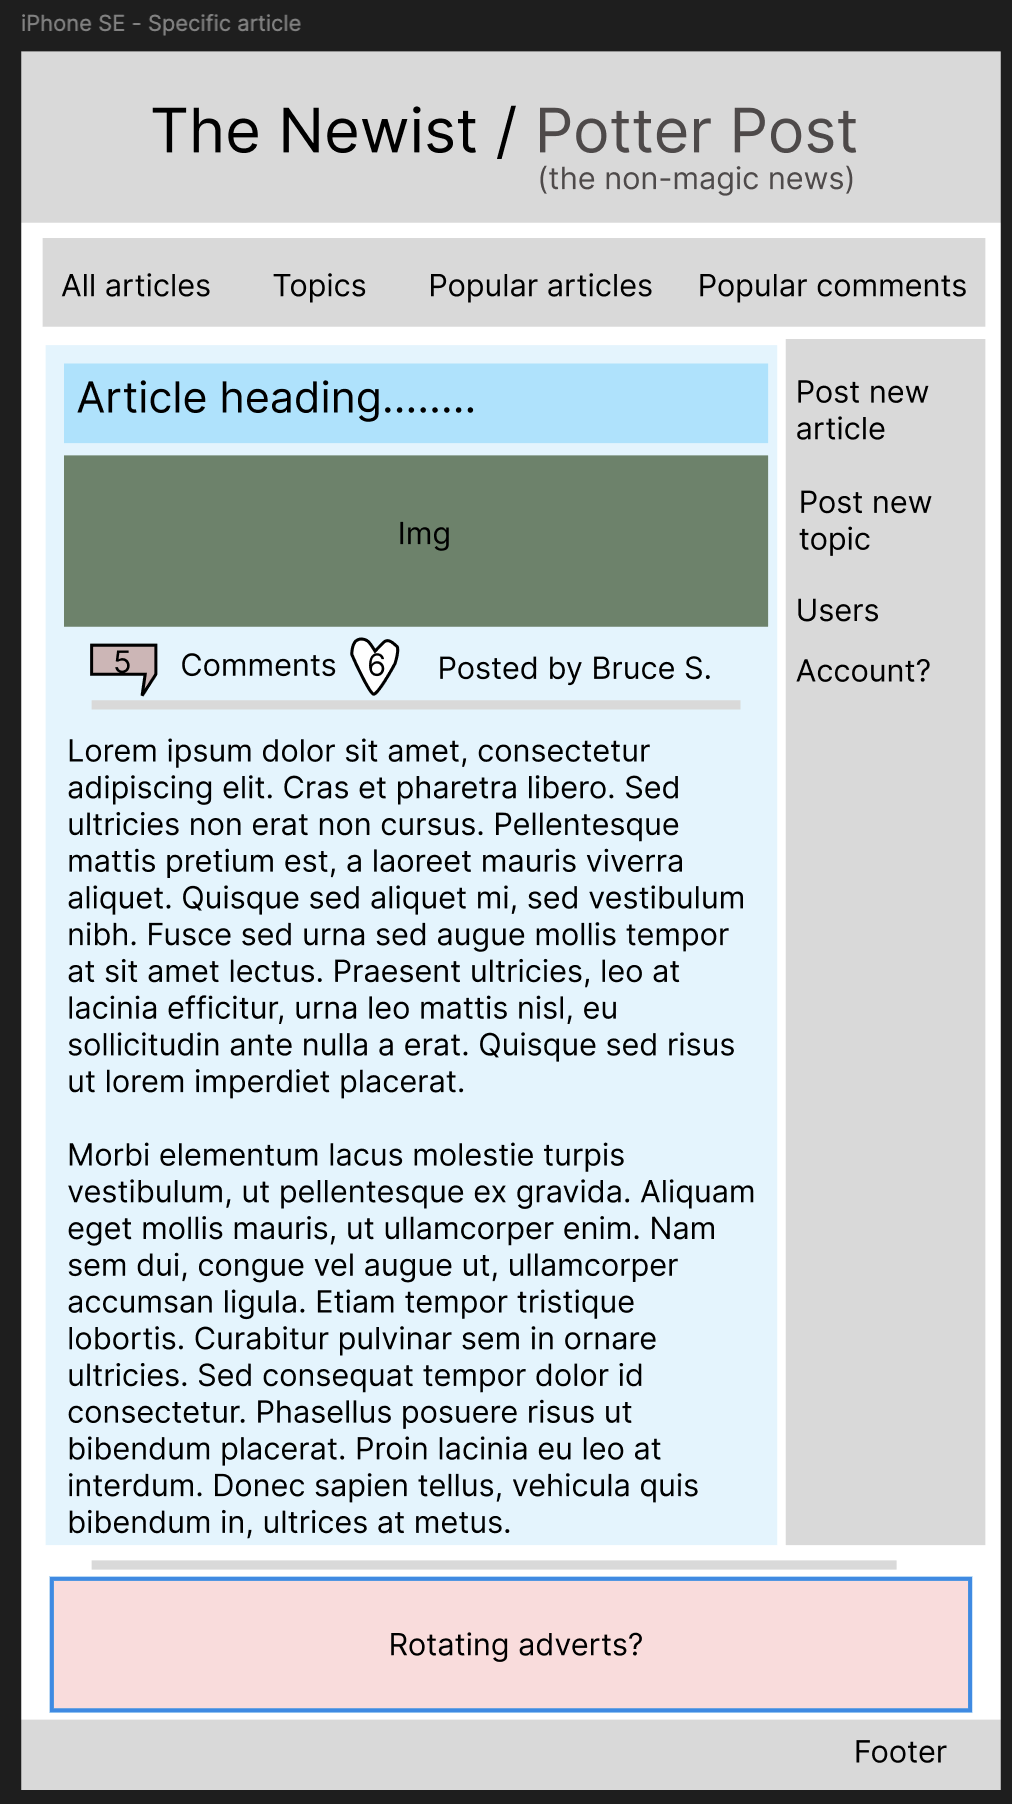 iPhone SE - Specific article
The Newist / Potter Post
(the non-magic news)
All articles Topics Popular articles Popular comments
Article heading........
Img
5 Comments 6 Posted by Bruce S.
Lorem ipsum dolor sit amet, consectetur
adipiscing elit. Cras et pharetra libero. Sed
ultricies non erat non cursus. Pellentesque
mattis pretium est, a laoreet mauris viverra
aliquet. Quisque sed aliquet mi, sed vestibulum
nibh. Fusce sed urna sed augue mollis tempor
at sit amet lectus. Praesent ultricies, leo at
lacinia efficitur, urna leo mattis nisl, eu
sollicitudin ante nulla a erat. Quisque sed risus
ut lorem imperdiet placerat.
Morbi elementum lacus molestie turpis
vestibulum, ut pellentesque ex gravida. Aliquam
eget mollis mauris, ut ullamcorper enim. Nam
sem dui, congue vel augue ut, ullamcorper
accumsan ligula. Etiam tempor tristique
lobortis. Curabitur pulvinar sem in ornare
ultricies. Sed consequat tempor dolor id
consectetur. Phasellus posuere risus ut
bibendum placerat. Proin lacinia eu leo at
interdum. Donec sapien tellus, vehicula quis
bibendum in, ultrices at metus.
Post new
article
Post new
topic
Users
Account?
Rotating adverts?
Footer